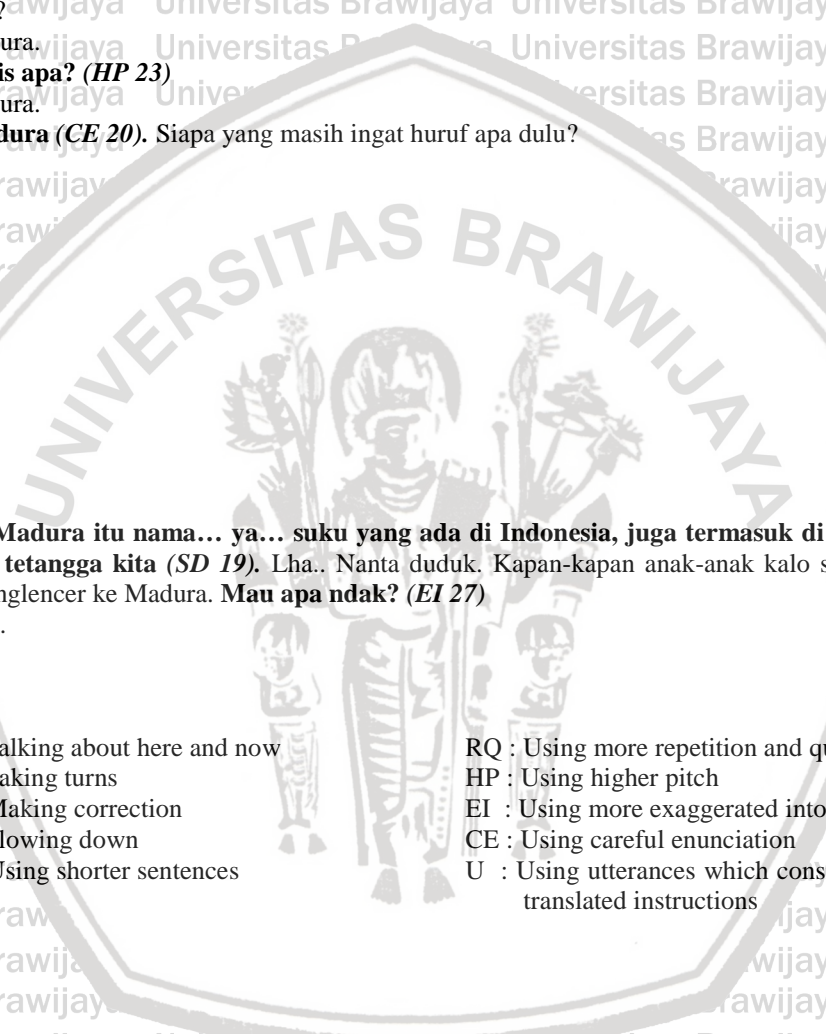 ?
ura.
is apa? (HP 23)
ura.
dura (CE 20). Siapa yang masih ingat huruf apa dulu?
UNIVERSITAS BRAWIJAYA
Madura itu nama… ya… suku yang ada di Indonesia, juga termasuk di
tetangga kita (SD 19). Lha.. Nanta duduk. Kapan-kapan anak-anak kalo s
nglencer ke Madura. Mau apa ndak? (EI 27)
.
alking about here and now
aking turns
Making correction
lowing down
Using shorter sentences
RQ : Using more repetition and qu
HP : Using higher pitch
EI : Using more exaggerated into
CE : Using careful enunciation
U : Using utterances which cons
translated instructions